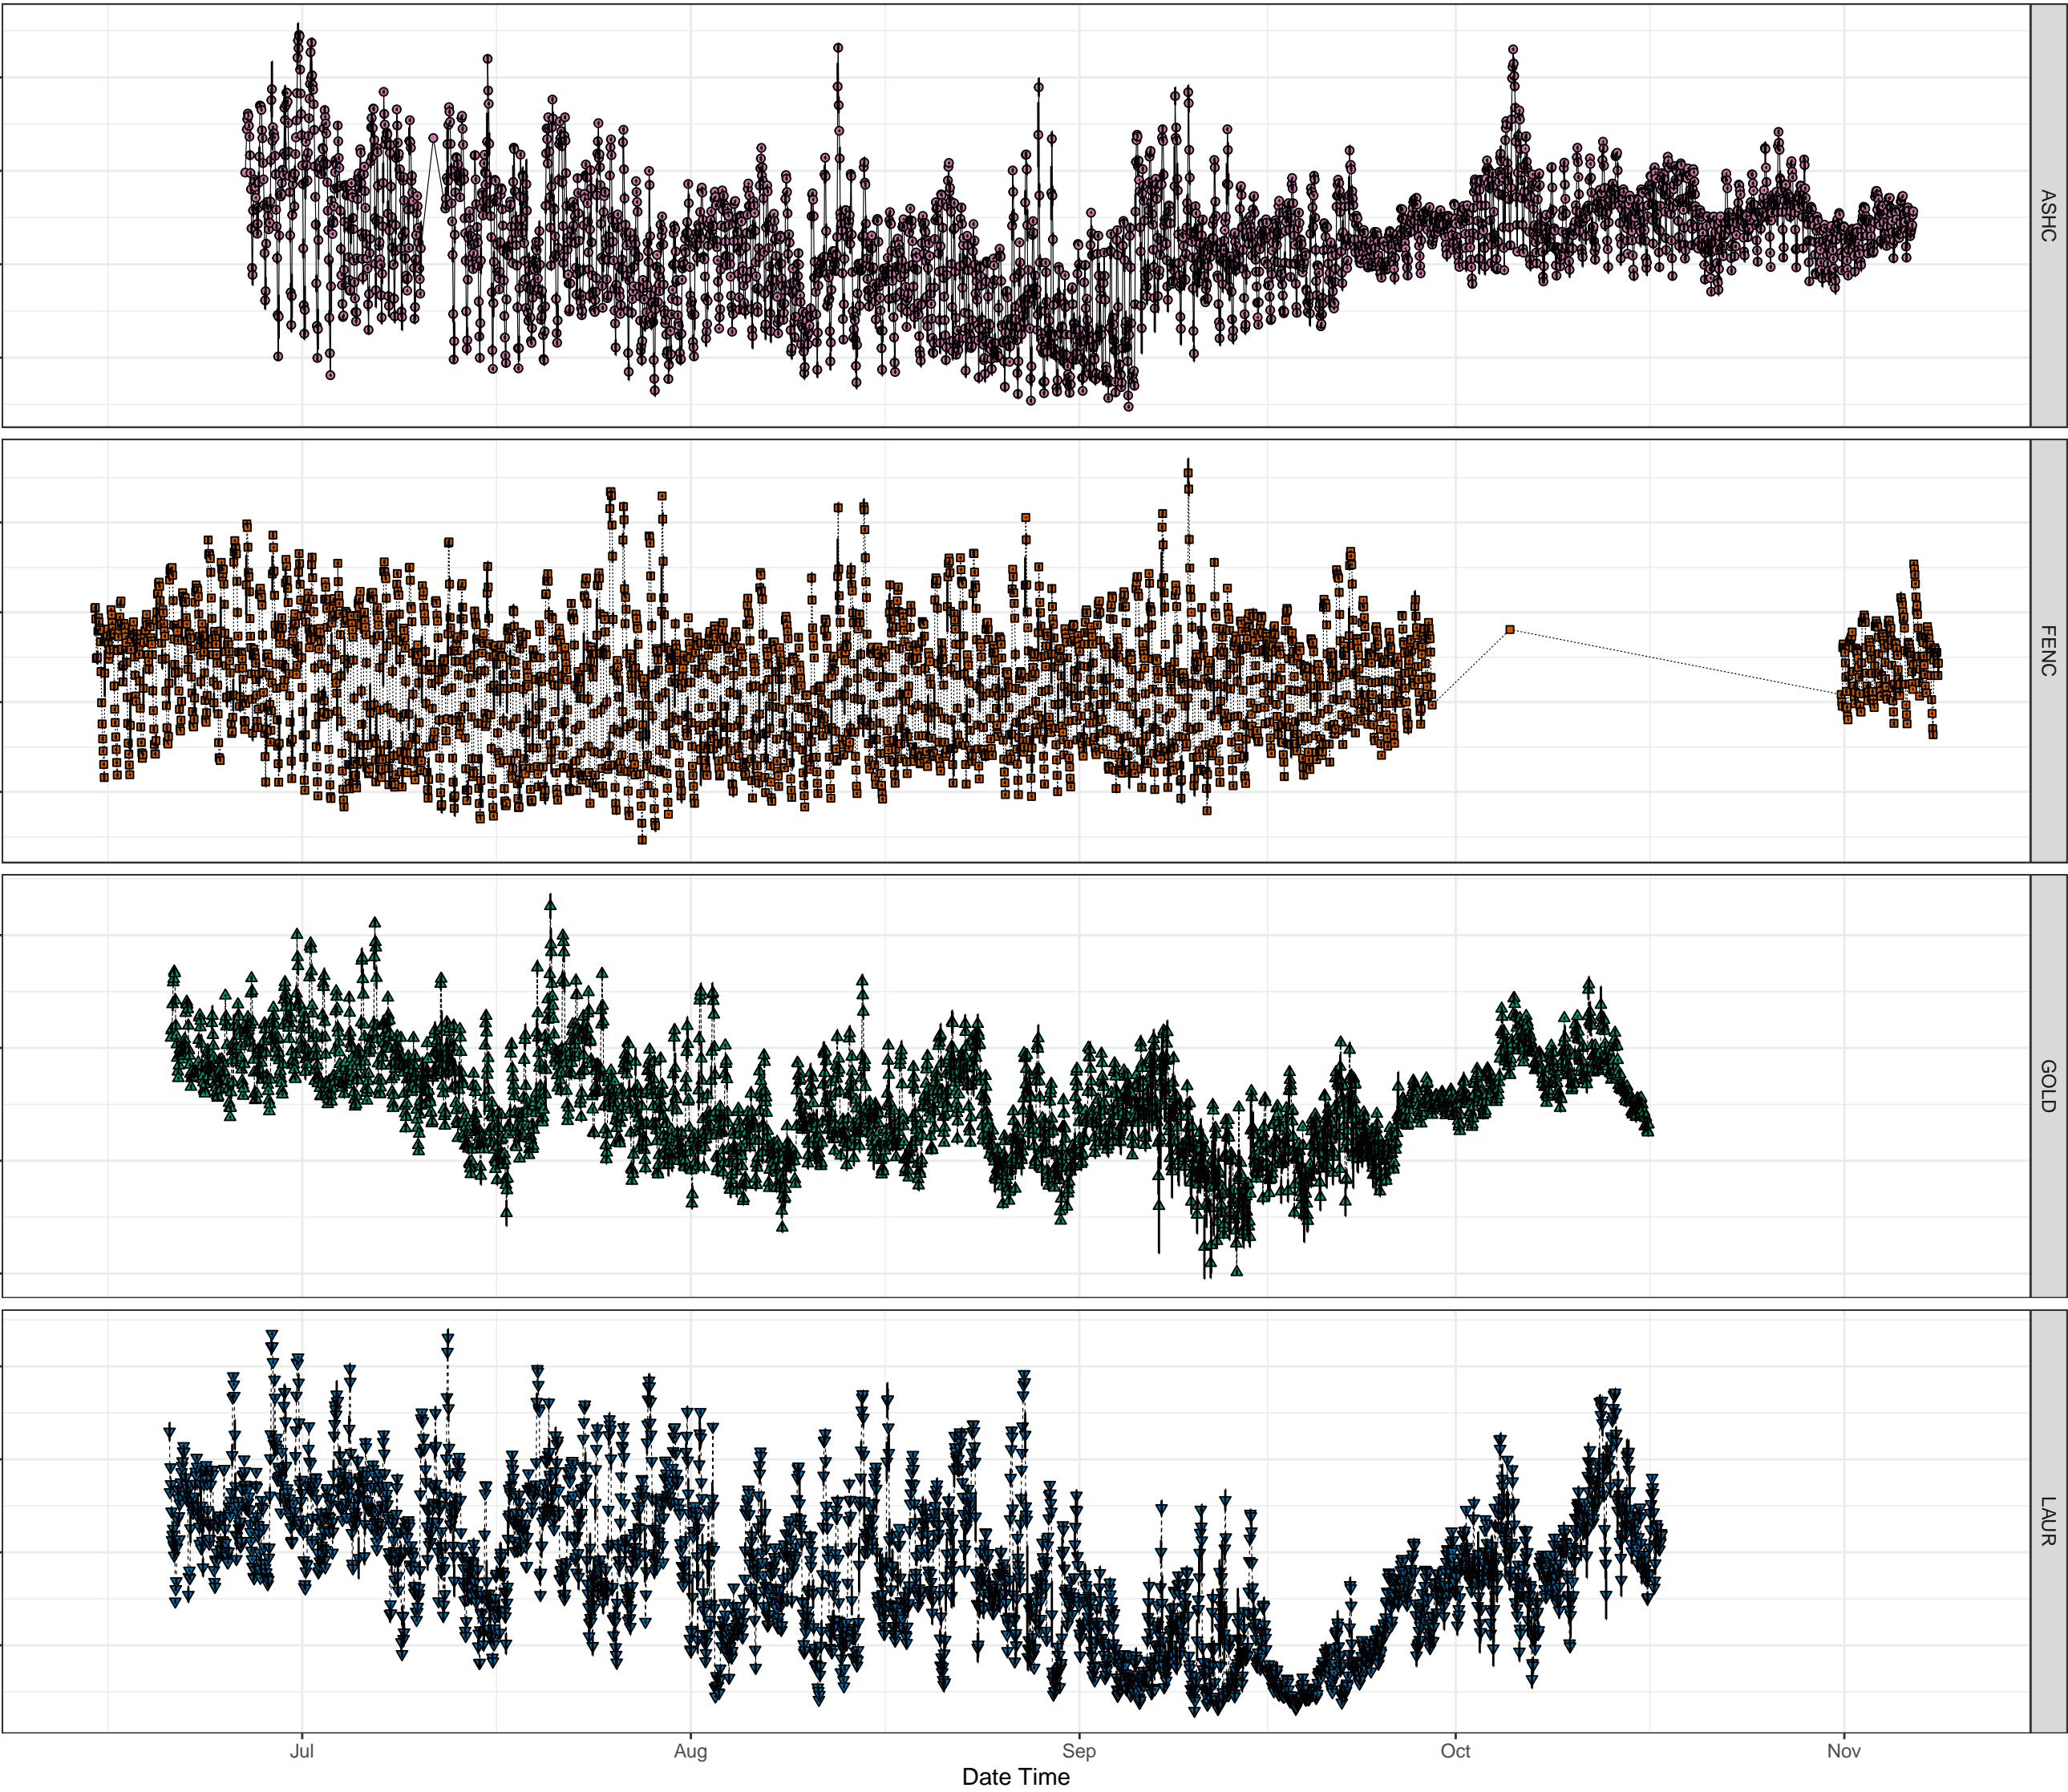 ASHC
FENC
GOLD
LAUR
Jul Aug Sep Oct Nov
Date Time